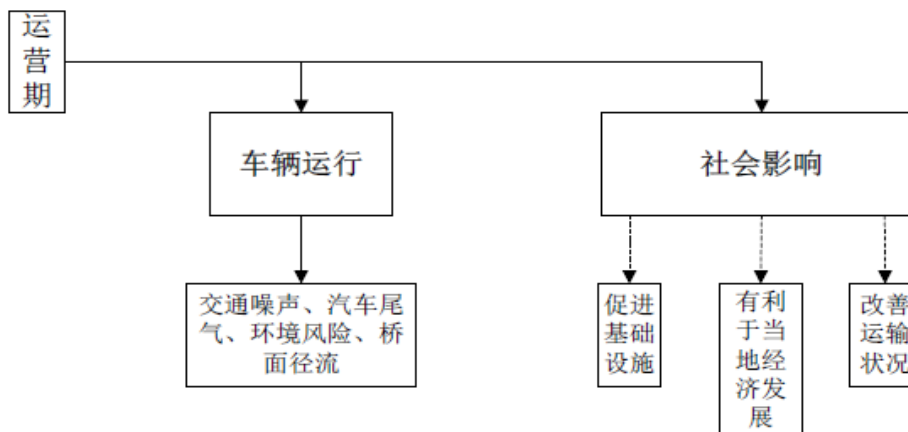 运
营
期
车辆运行
社会影响
交通噪声、汽车尾
气、环境风险、桥
面径流
促进
基础
设施
有利
于当
地经
济发
展
改善
运输
状况